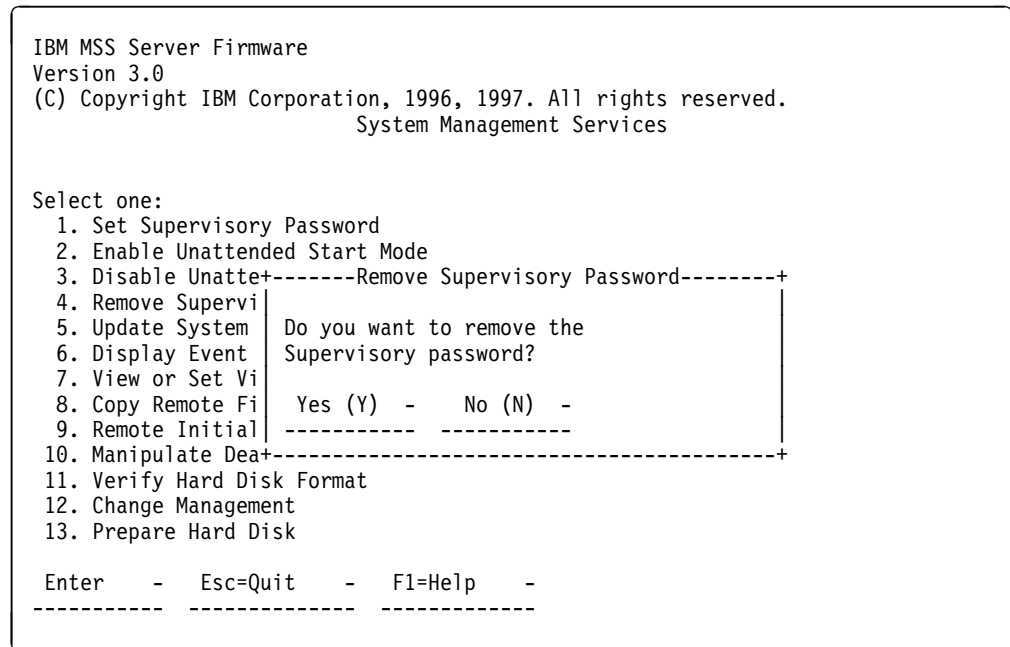 IBM MSS Server Firmware
Version 3.0
(C) Copyright IBM Corporation, 1996, 1997. All rights reserved.
System Management Services
Select one:
1. Set Supervisory Password
2. Enable Unattended Start Mode
3. Disable Unatte+-------Remove Supervisory Password--------+
4. Remove Supervi|                                          |
5. Update System | Do you want to remove the                |
6. Display Event | Supervisory password?                    |
7. View or Set Vi|                                          |
8. Copy Remote Fi|  Yes (Y)  -    No (N)  -                 |
9. Remote Initial| -----------  -----------                 |
10. Manipulate Dea+------------------------------------------+
11. Verify Hard Disk Format
12. Change Management
13. Prepare Hard Disk
Enter    -   Esc=Quit    -   F1=Help    -
-----------  --------------  -------------